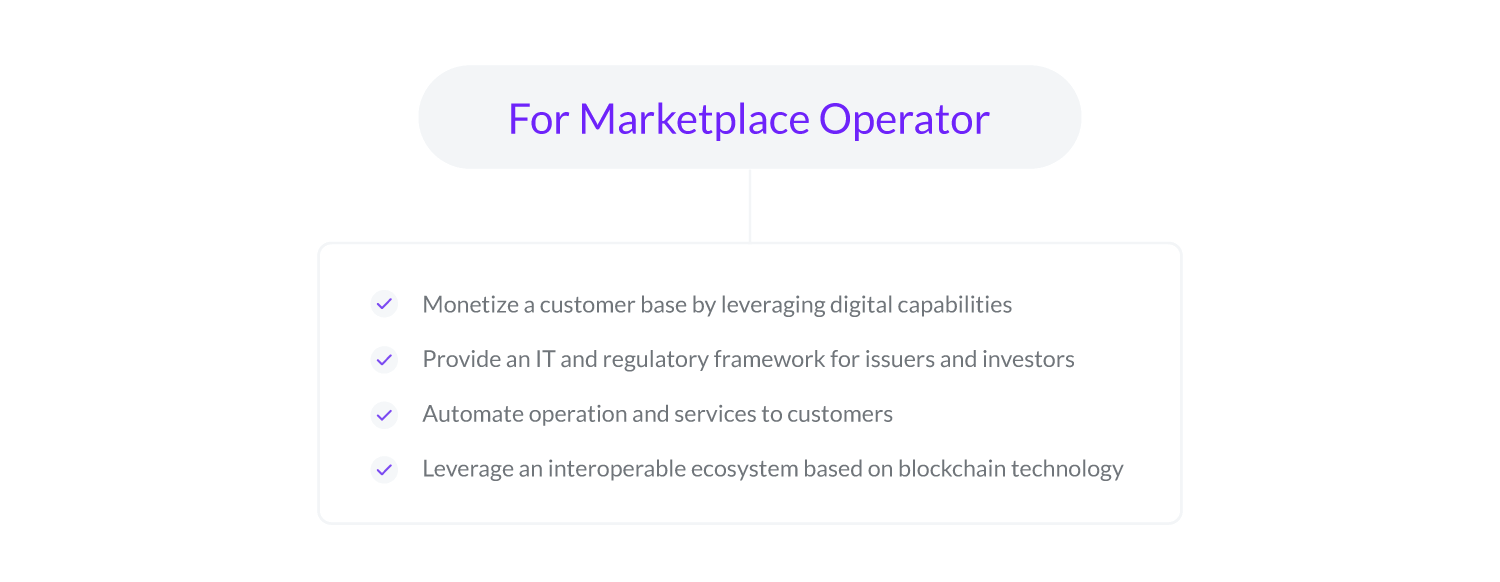 For Marketplace Operator
Monetize a customer base by leveraging digital capabilities
Provide an IT and regulatory framework for issuers and investors
Automate operation and services to customers
Leverage an interoperable ecosystem based on blockchain technology